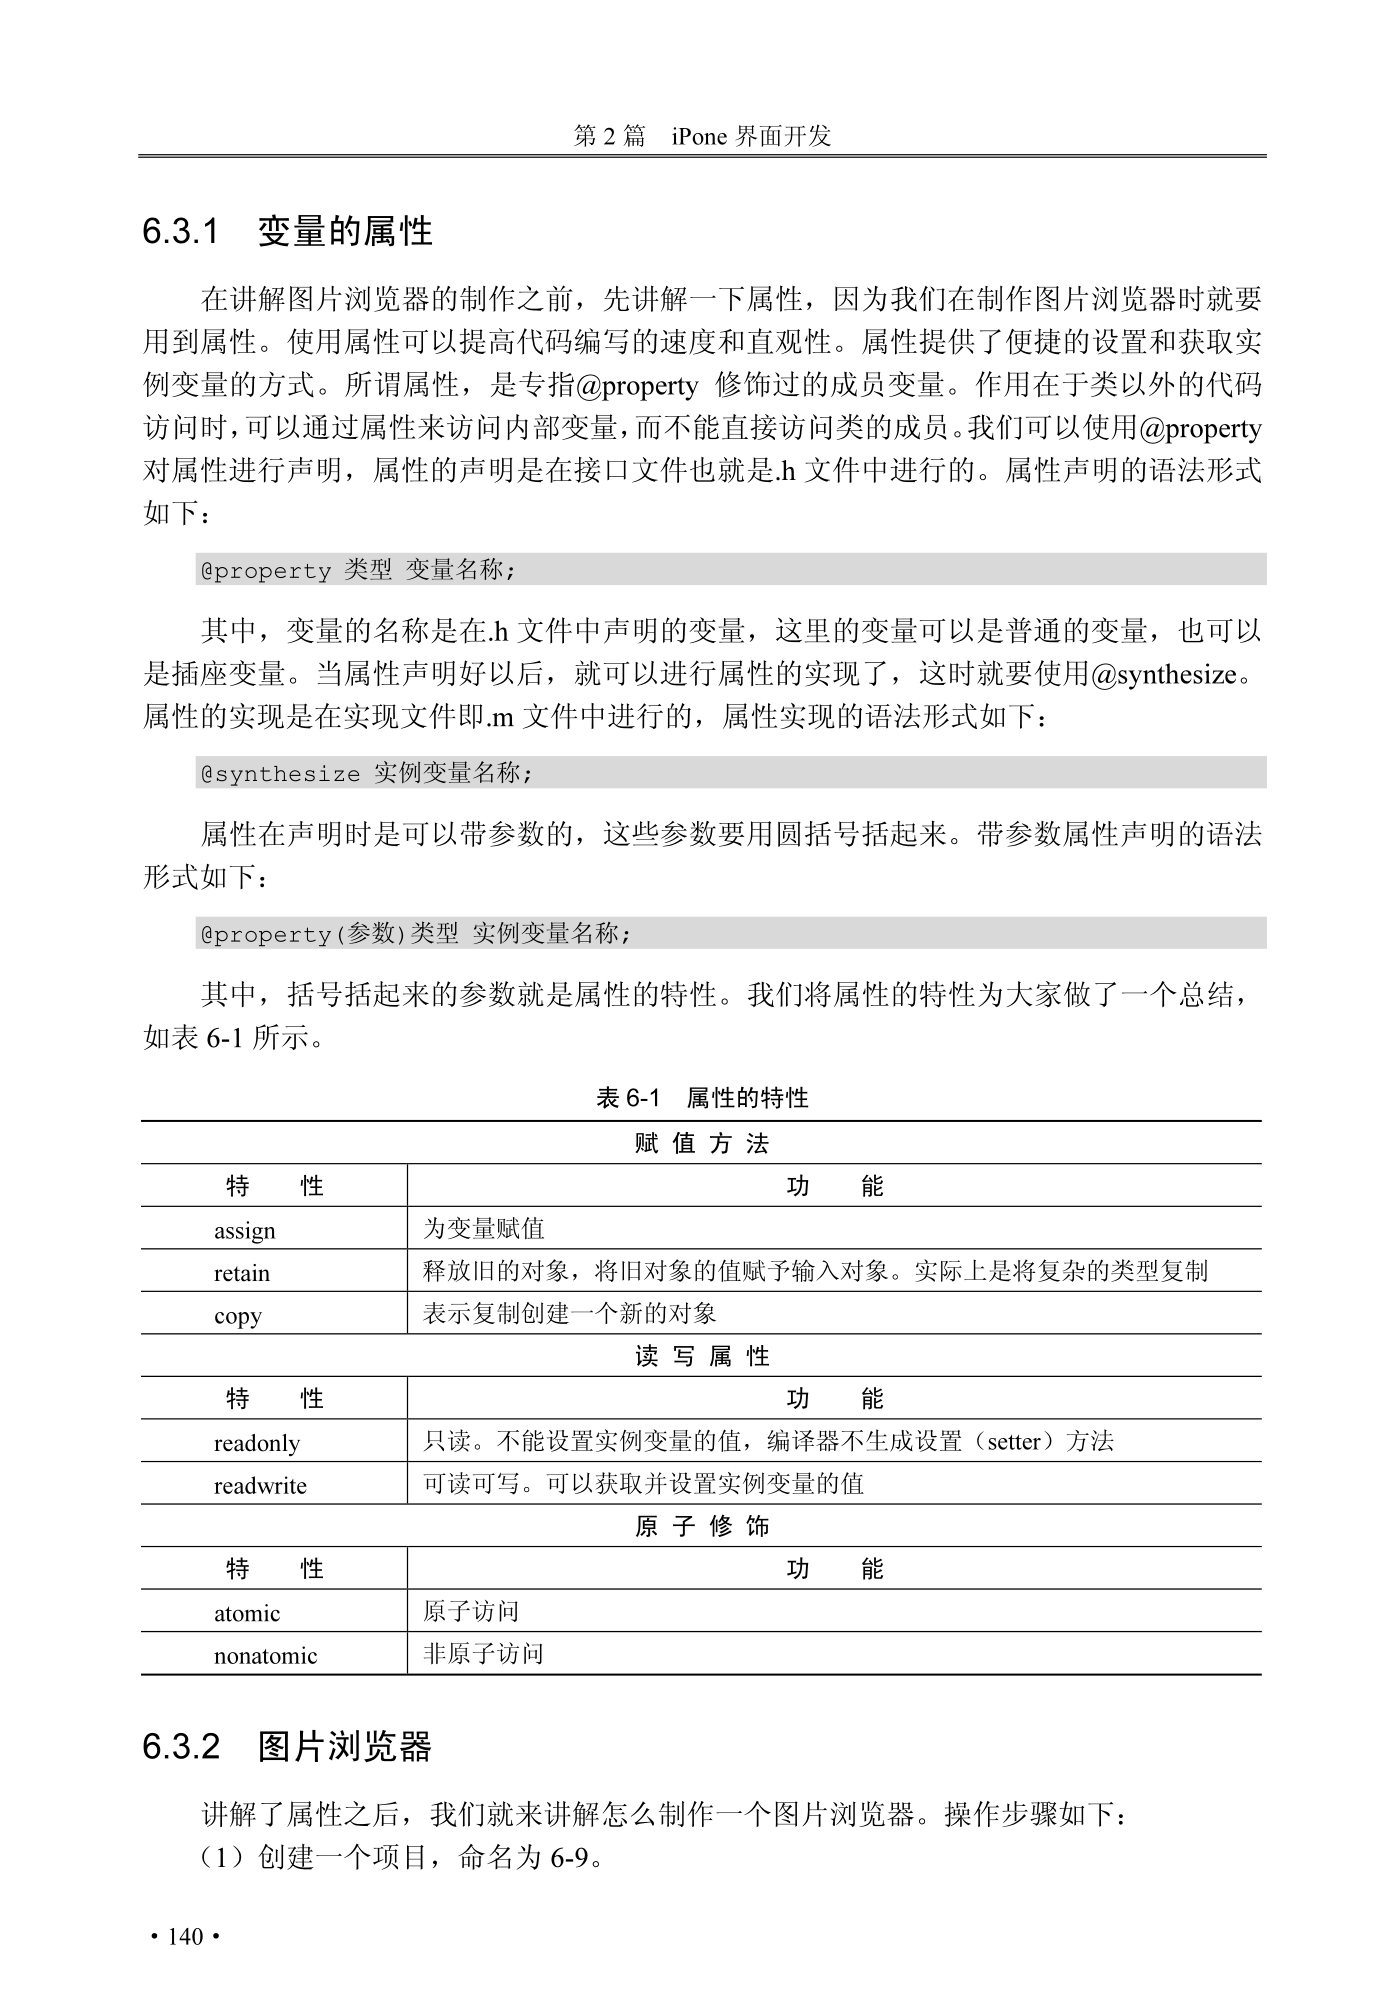 第 2 篇　iPone 界面开发
6.3.1　变量的属性
在讲解图片浏览器的制作之前，先讲解一下属性，因为我们在制作图片浏览器时就要
用到属性。使用属性可以提高代码编写的速度和直观性。属性提供了便捷的设置和获取实
例变量的方式。所谓属性，是专指@property 修饰过的成员变量。作用在于类以外的代码
访问时，可以通过属性来访问内部变量，而不能直接访问类的成员。我们可以使用@property
对属性进行声明，属性的声明是在接口文件也就是.h 文件中进行的。属性声明的语法形式
如下：
@property 类型 变量名称;
其中，变量的名称是在.h 文件中声明的变量，这里的变量可以是普通的变量，也可以
是插座变量。当属性声明好以后，就可以进行属性的实现了，这时就要使用@synthesize。
属性的实现是在实现文件即.m 文件中进行的，属性实现的语法形式如下：
@synthesize 实例变量名称;
属性在声明时是可以带参数的，这些参数要用圆括号括起来。带参数属性声明的语法
形式如下：
@property(参数)类型 实例变量名称;
其中，括号括起来的参数就是属性的特性。我们将属性的特性为大家做了一个总结，
如表 6-1 所示。
表 6-1　属性的特性
赋 值 方 法
特　　性　　功　　能
assign　为变量赋值
retain　释放旧的对象，将旧对象的值赋予输入对象。实际上是将复杂的类型复制
copy　表示复制创建一个新的对象
读 写 属 性
特　　性　　功　　能
readonly　只读。不能设置实例变量的值，编译器不生成设置（setter）方法
readwrite　可读可写。可以获取并设置实例变量的值
原 子 修 饰
特　　性　　功　　能
atomic　原子访问
nonatomic　非原子访问
6.3.2　图片浏览器
讲解了属性之后，我们就来讲解怎么制作一个图片浏览器。操作步骤如下：
（1）创建一个项目，命名为 6-9。
• 140 •